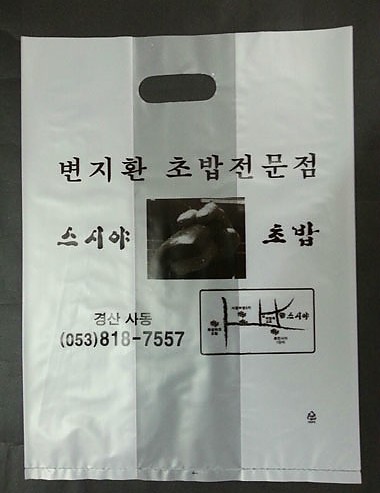 변지환 초밥전문점
스시야 초밥
경산 사동
(053)818-7557
스시야